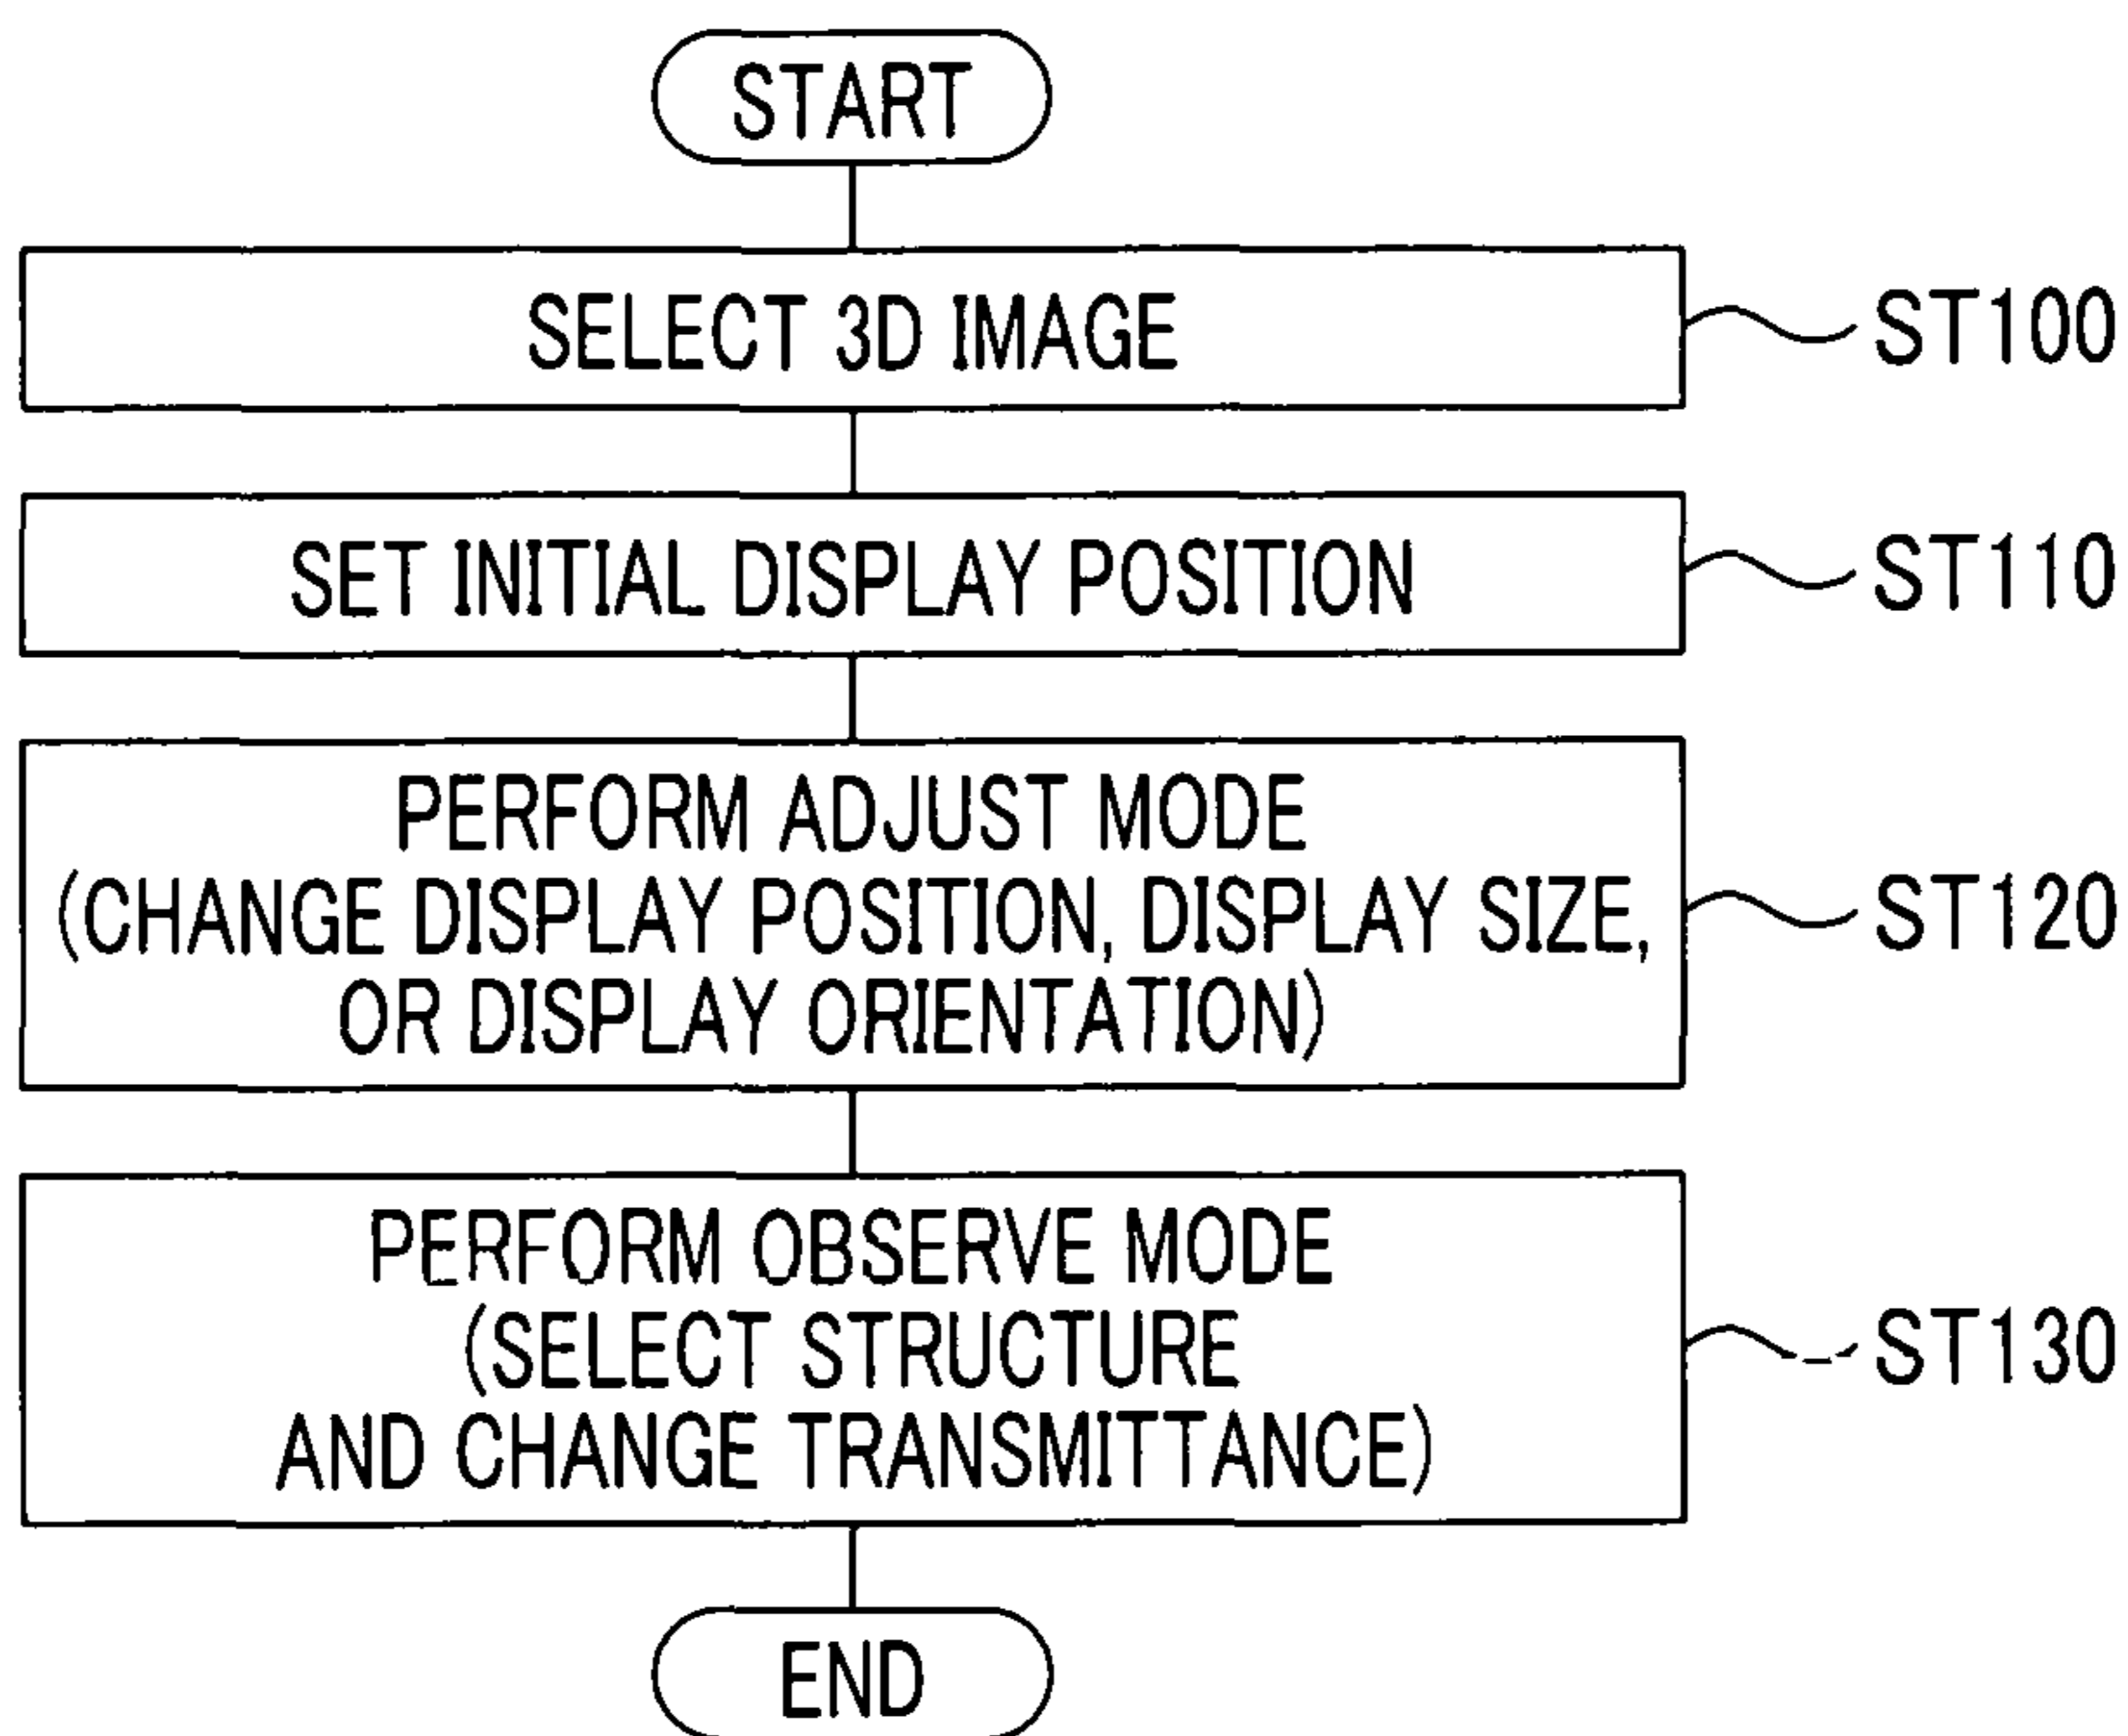 START
SELECT 3D IMAGE
ST100
SET INITIAL DISPLAY POSITION
ST110
PERFORM ADJUST MODE
(CHANGE DISPLAY POSITION, DISPLAY SIZE,
OR DISPLAY ORIENTATION)
ST120
PERFORM OBSERVE MODE
(SELECT STRUCTURE
AND CHANGE TRANSMITTANCE)
ST130
END